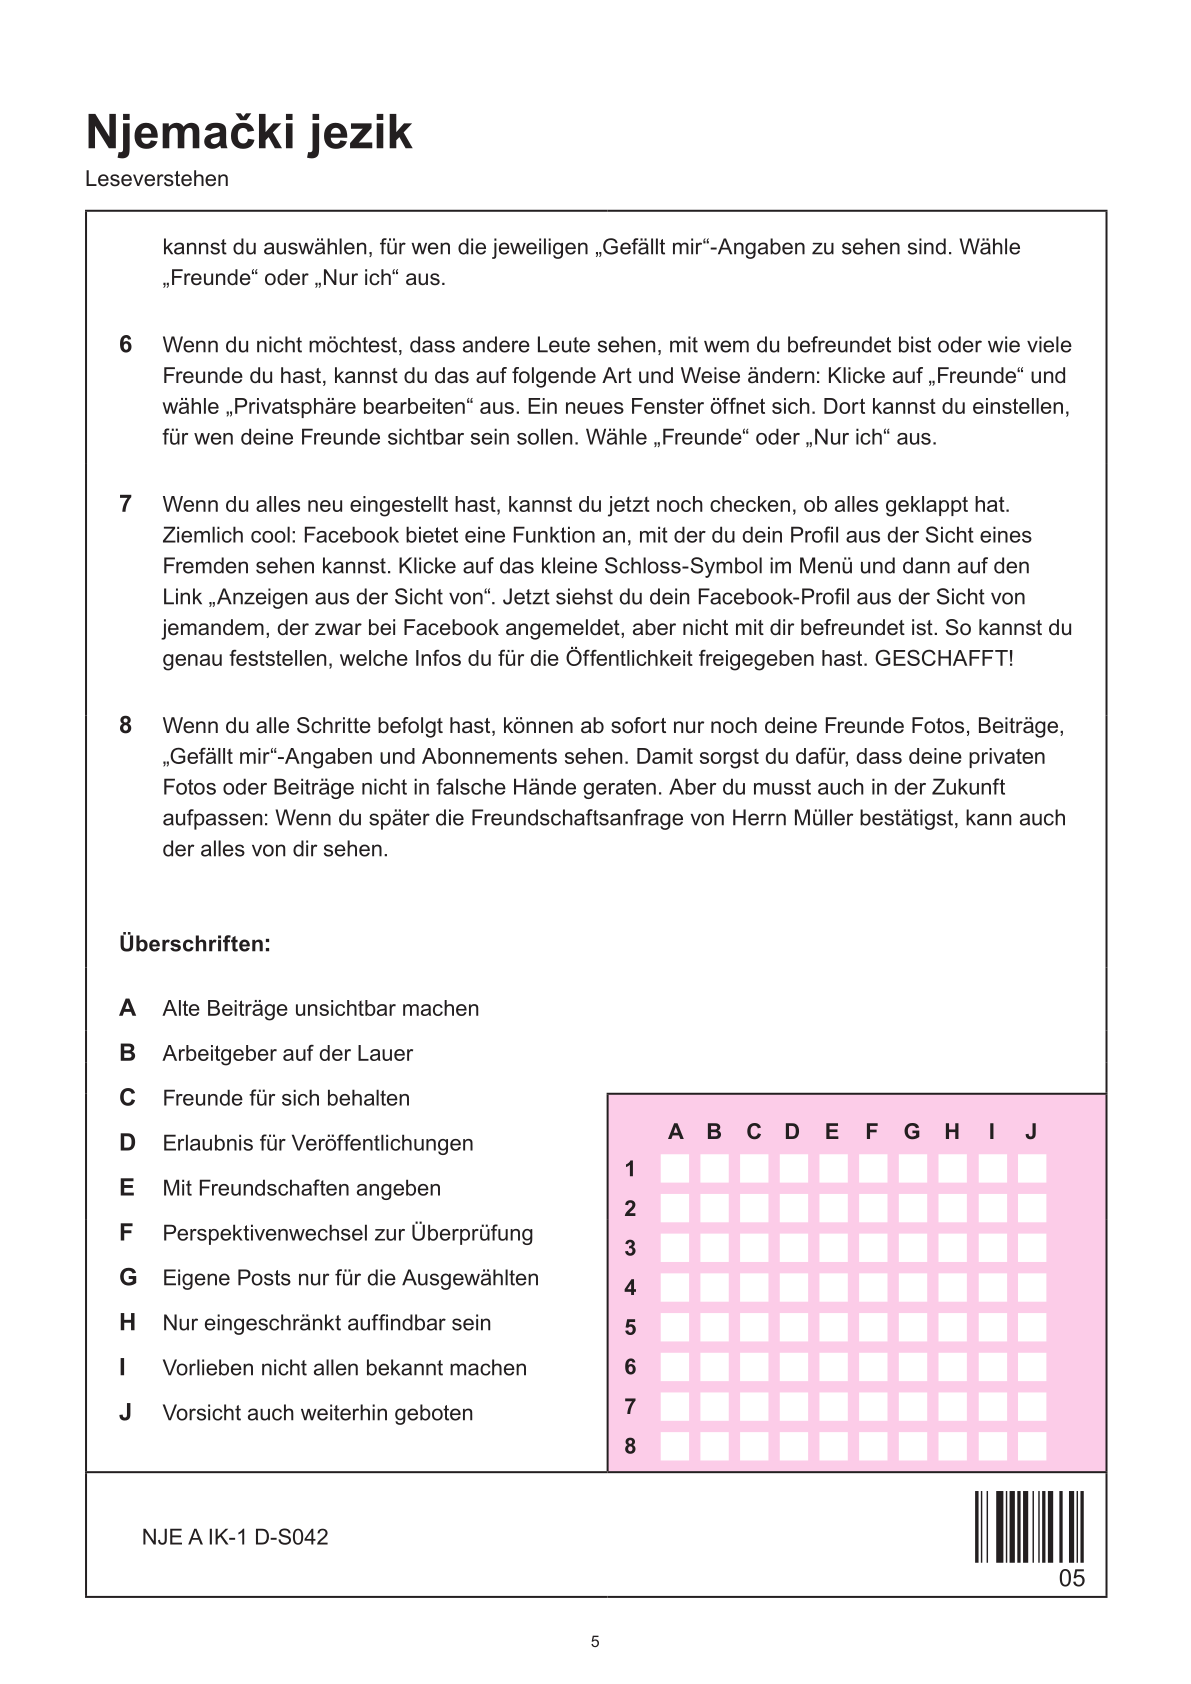 Njemački jezik
Leseverstehen
kannst du auswählen, für wen die jeweiligen „Gefällt mir“-Angaben zu sehen sind. Wähle
„Freunde“ oder „Nur ich“ aus.
6 Wenn du nicht möchtest, dass andere Leute sehen, mit wem du befreundet bist oder wie viele
Freunde du hast, kannst du das auf folgende Art und Weise ändern: Klicke auf „Freunde“ und
wähle „Privatsphäre bearbeiten“ aus. Ein neues Fenster öffnet sich. Dort kannst du einstellen,
für wen deine Freunde sichtbar sein sollen. Wähle „Freunde“ oder „Nur ich“ aus.
7 Wenn du alles neu eingestellt hast, kannst du jetzt noch checken, ob alles geklappt hat.
Ziemlich cool: Facebook bietet eine Funktion an, mit der du dein Profil aus der Sicht eines
Fremden sehen kannst. Klicke auf das kleine Schloss-Symbol im Menü und dann auf den
Link „Anzeigen aus der Sicht von“. Jetzt siehst du dein Facebook-Profil aus der Sicht von
jemandem, der zwar bei Facebook angemeldet, aber nicht mit dir befreundet ist. So kannst du
genau feststellen, welche Infos du für die Öffentlichkeit freigegeben hast. GESCHAFFT!
8 Wenn du alle Schritte befolgt hast, können ab sofort nur noch deine Freunde Fotos, Beiträge,
„Gefällt mir“-Angaben und Abonnements sehen. Damit sorgst du dafür, dass deine privaten
Fotos oder Beiträge nicht in falsche Hände geraten. Aber du musst auch in der Zukunft
aufpassen: Wenn du später die Freundschaftsanfrage von Herrn Müller bestätigst, kann auch
der alles von dir sehen.
Überschriften:
A Alte Beiträge unsichtbar machen
B Arbeitgeber auf der Lauer
C Freunde für sich behalten
D Erlaubnis für Veröffentlichungen
E Mit Freundschaften angeben
F Perspektivenwechsel zur Überprüfung
G Eigene Posts nur für die Ausgewählten
H Nur eingeschränkt auffindbar sein
I Vorlieben nicht allen bekannt machen
J Vorsicht auch weiterhin geboten
A B C D E F G H I J
1
2
3
4
5
6
7
8
NJE A IK-1 D-S042
05
5